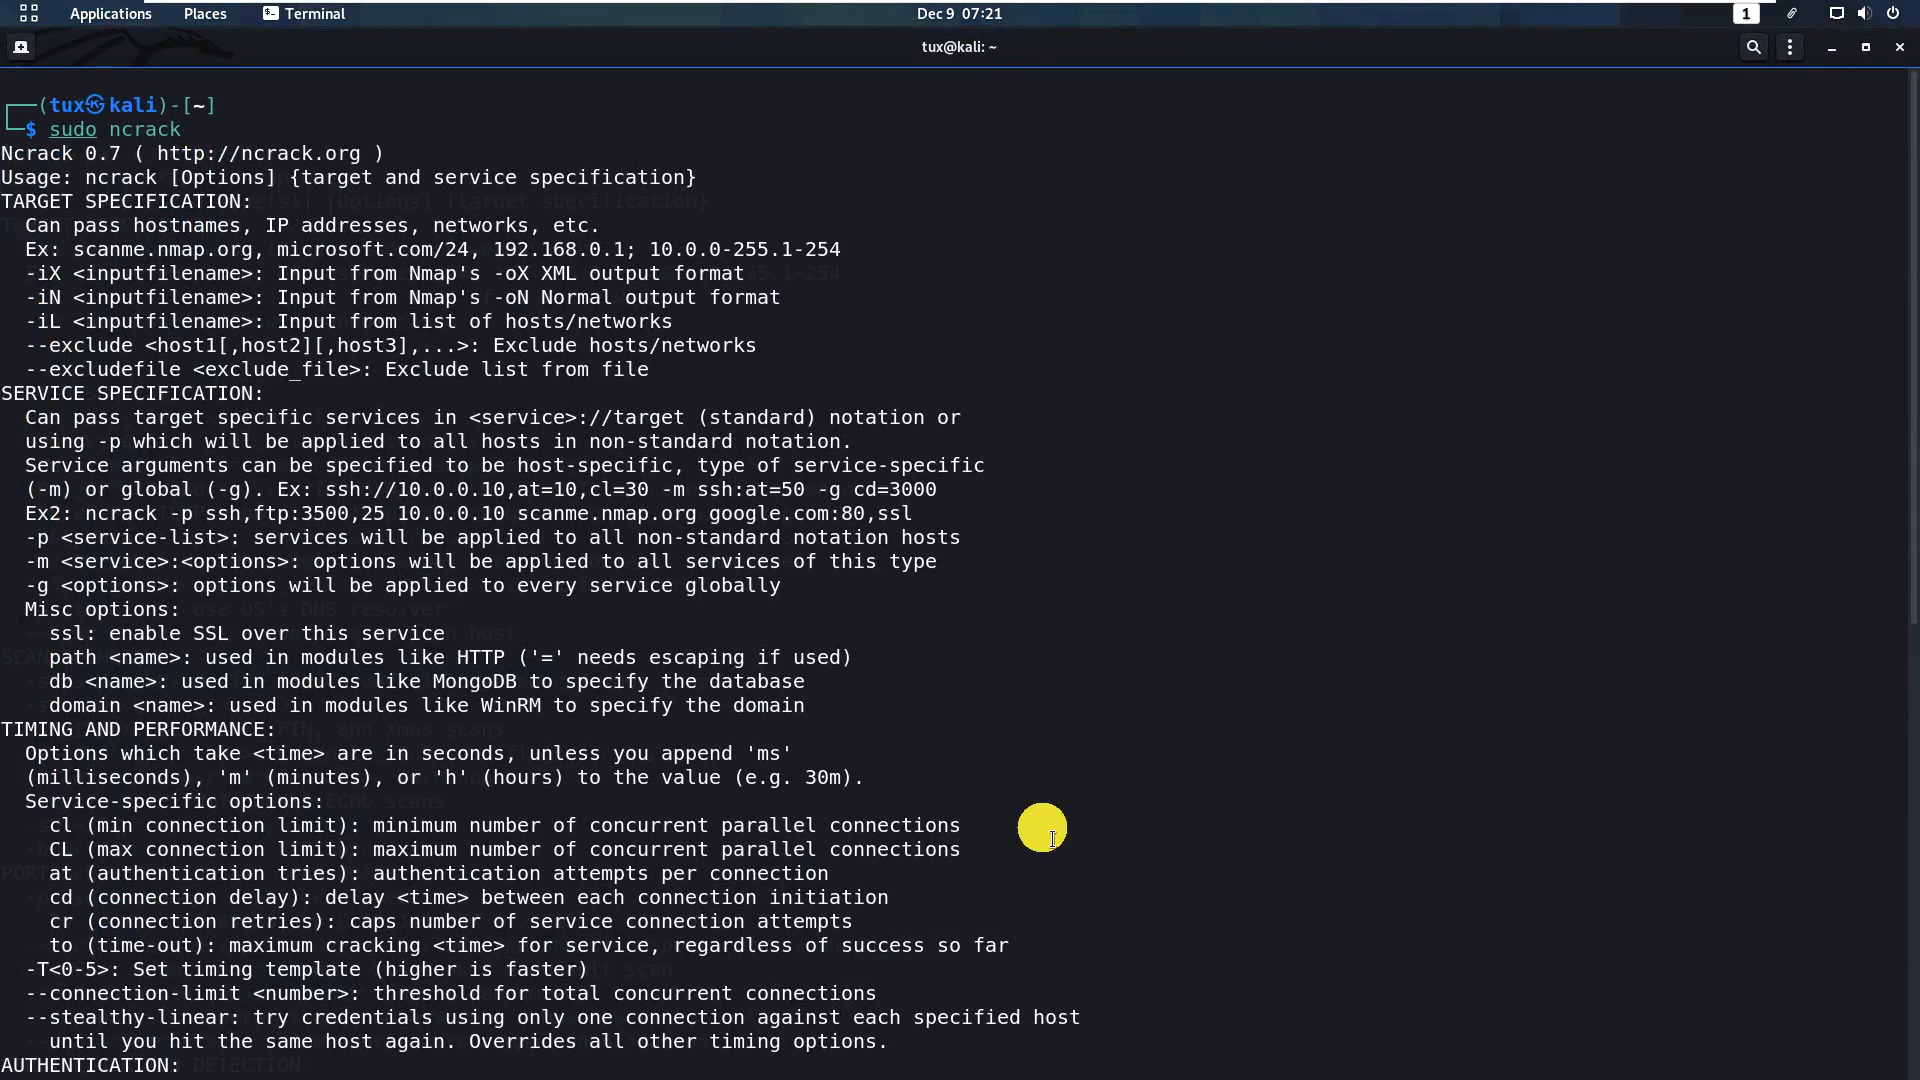 Applications Places Terminal Dec 9 07:21 1
tux@kali: ~
┌──(tux㉿kali)-[~]
└─$ sudo ncrack
Ncrack 0.7 ( http://ncrack.org )
Usage: ncrack [Options] {target and service specification}
TARGET SPECIFICATION:
  Can pass hostnames, IP addresses, networks, etc.
  Ex: scanme.nmap.org, microsoft.com/24, 192.168.0.1; 10.0.0-255.1-254
  -iX <inputfilename>: Input from Nmap's -oX XML output format
  -iN <inputfilename>: Input from Nmap's -oN Normal output format
  -iL <inputfilename>: Input from list of hosts/networks
  --exclude <host1[,host2][,host3],...>: Exclude hosts/networks
  --excludefile <exclude_file>: Exclude list from file
SERVICE SPECIFICATION:
  Can pass target specific services in <service>://target (standard) notation or
  using -p which will be applied to all hosts in non-standard notation.
  Service arguments can be specified to be host-specific, type of service-specific
  (-m) or global (-g). Ex: ssh://10.0.0.10,at=10,cl=30 -m ssh:at=50 -g cd=3000
  Ex2: ncrack -p ssh,ftp:3500,25 10.0.0.10 scanme.nmap.org google.com:80,ssl
  -p <service-list>: services will be applied to all non-standard notation hosts
  -m <service>:<options>: options will be applied to all services of this type
  -g <options>: options will be applied to every service globally
  Misc options:
    ssl: enable SSL over this service
    path <name>: used in modules like HTTP ('=' needs escaping if used)
    db <name>: used in modules like MongoDB to specify the database
    domain <name>: used in modules like WinRM to specify the domain
TIMING AND PERFORMANCE:
  Options which take <time> are in seconds, unless you append 'ms'
  (milliseconds), 'm' (minutes), or 'h' (hours) to the value (e.g. 30m).
  Service-specific options:
    cl (min connection limit): minimum number of concurrent parallel connections
    CL (max connection limit): maximum number of concurrent parallel connections
    at (authentication tries): authentication attempts per connection
    cd (connection delay): delay <time> between each connection initiation
    cr (connection retries): caps number of service connection attempts
    to (time-out): maximum cracking <time> for service, regardless of success so far
  -T<0-5>: Set timing template (higher is faster)
  --connection-limit <number>: threshold for total concurrent connections
  --stealthy-linear: try credentials using only one connection against each specified host
    until you hit the same host again. Overrides all other timing options.
AUTHENTICATION: